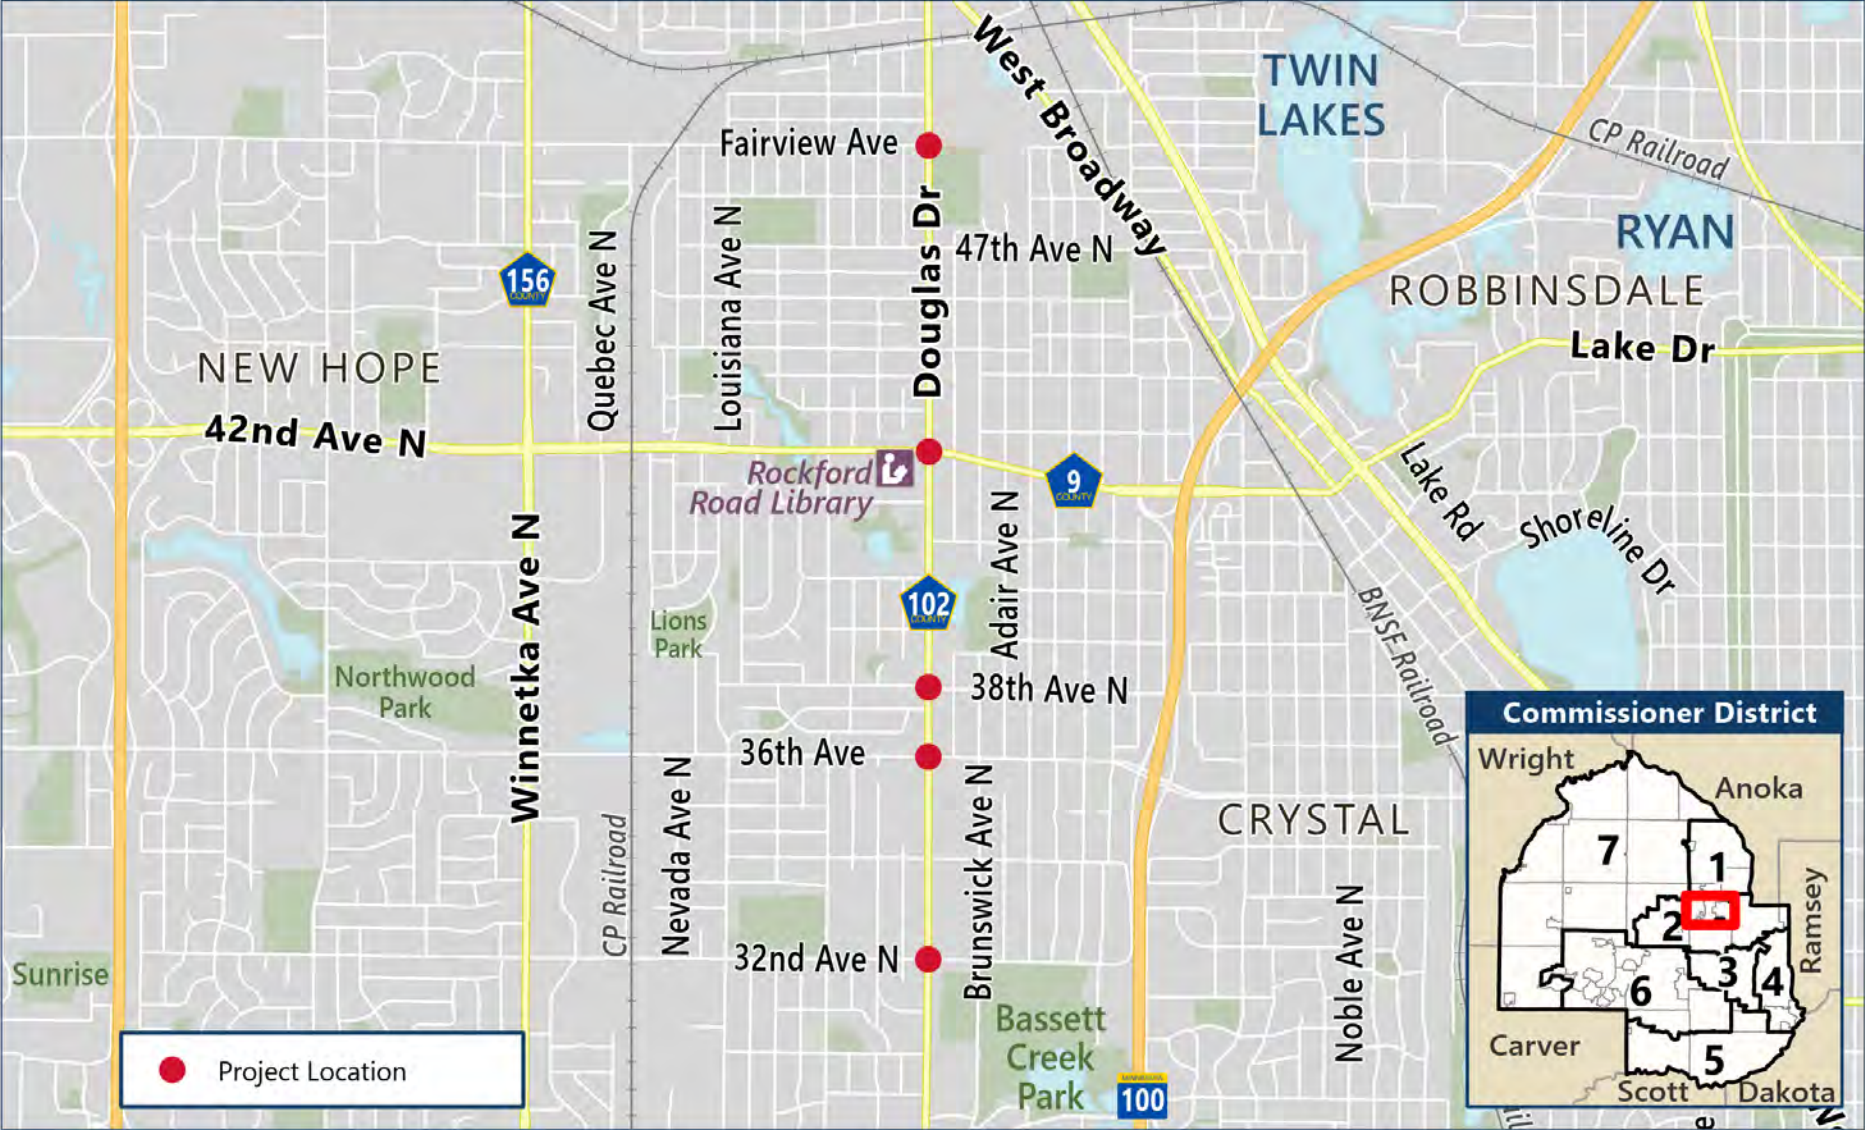 West Broadway
TWIN
LAKES
CP Railroad
Fairview Ave
Douglas Dr
47th Ave N
RYAN
ROBBINSDALE
Lake Dr
156
COUNTY
Quebec Ave N
Louisiana Ave N
NEW HOPE
42nd Ave N
Rockford
Road Library
9
COUNTY
Lake Rd
Shoreline Dr
Winnetka Ave N
Adair Ave N
102
COUNTY
Lions
Park
BNSF Railroad
Northwood
Park
38th Ave N
36th Ave
Nevada Ave N
Brunswick Ave N
CRYSTAL
CP Railroad
Noble Ave N
32nd Ave N
Sunrise
Bassett
Creek
Park
MINNESOTA
100
Project Location
Commissioner District
Wright
Anoka
7
1
2
Ramsey
3
4
6
Carver
5
Scott
Dakota